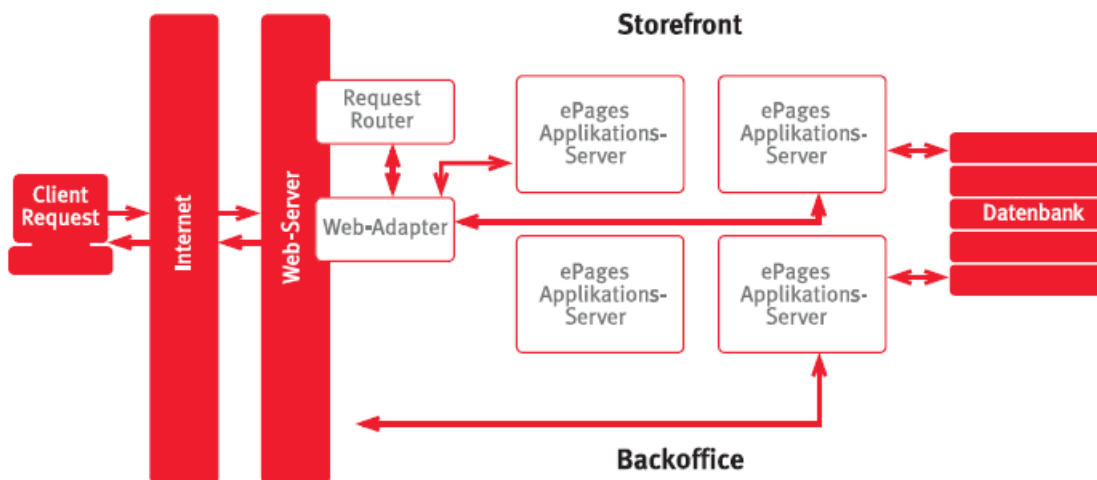 Storefront
Request
Router
ePages
Applikations-
Server
ePages
Applikations-
Server
Client
Request
Internet
Web-Server
Web-Adapter
Datenbank
ePages
Applikations-
Server
ePages
Applikations-
Server
Backoffice